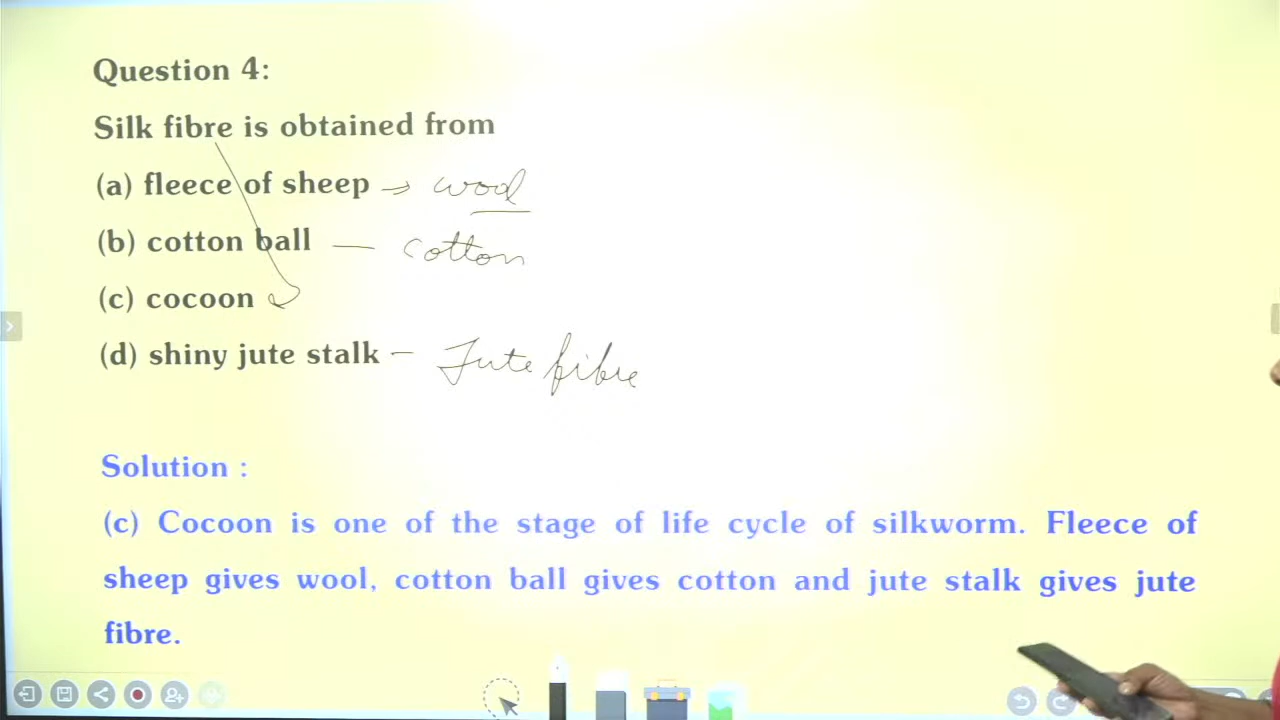 Question 4:
Silk fibre is obtained from
(a) fleece of sheep → wool
(b) cotton ball — cotton
(c) cocoon
(d) shiny jute stalk – Jute fibre
Solution :
(c) Cocoon is one of the stage of life cycle of silkworm. Fleece of
sheep gives wool, cotton ball gives cotton and jute stalk gives jute
fibre.